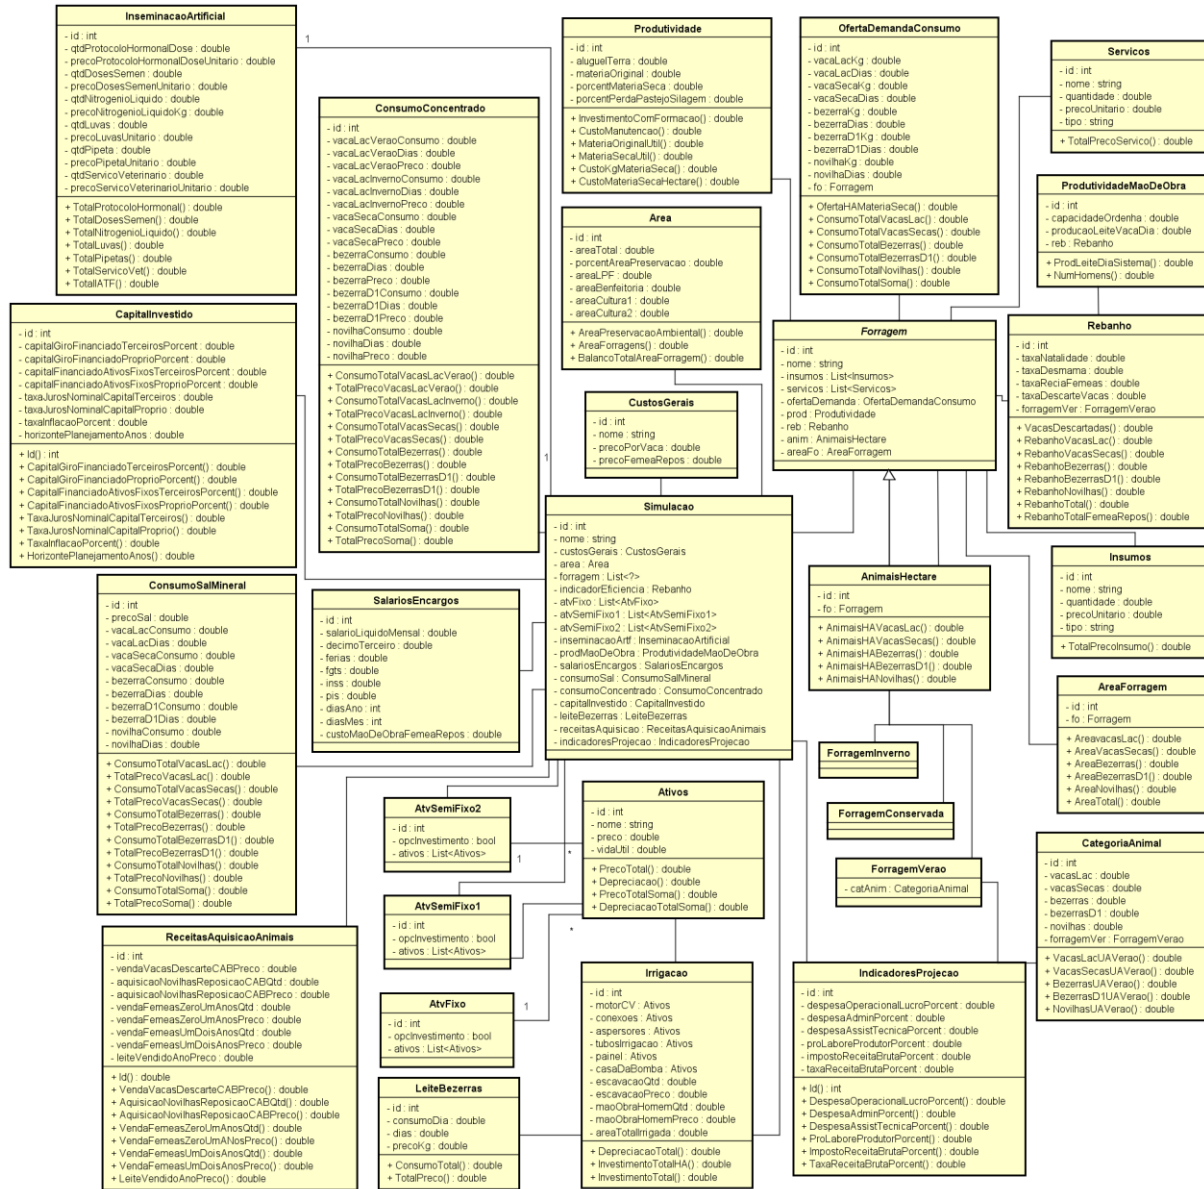 InseminacaoArtificial
- id : int
- qtdProtocoloHormonalDose : double
- precoProtocoloHormonalDoseUnitario : double
- qtdDosesSemen : double
- precoDosesSemenUnitario : double
- qtdNitrogenioLiquido : double
- precoNitrogenioLiquidoKg : double
- qtdLuvas : double
- precoLuvasUnitario : double
- qtdPipeta : double
- precoPipetaUnitario : double
- qtdServicoVeterinario : double
- precoServicoVeterinarioUnitario : double
+ TotalProtocoloHormonal() : double
+ TotalDosesSemen() : double
+ TotalNitrogenioLiquido() : double
+ TotalLuvas() : double
+ TotalPipetas() : double
+ TotalServicoVet() : double
+ TotalIATF() : double
1
CapitalInvestido
- id : int
- capitalGiroFinanciadoTerceirosPorcent : double
- capitalGiroFinanciadoProprioPorcent : double
- capitalFinanciadoAtivosFixosTerceirosPorcent : double
- capitalFinanciadoAtivosFixosProprioPorcent : double
- taxaJurosNominalCapitalTerceiros : double
- taxaJurosNominalCapitalProprio : double
- taxaInflacaoPorcent : double
- horizontePlanejamentoAnos : double
+ Id() : int
+ CapitalGiroFinanciadoTerceirosPorcent() : double
+ CapitalGiroFinanciadoProprioPorcent() : double
+ CapitalFinanciadoAtivosFixosTerceirosPorcent() : double
+ CapitalFinanciadoAtivosFixosProprioPorcent() : double
+ TaxaJurosNominalCapitalTerceiros() : double
+ TaxaJurosNominalCapitalProprio() : double
+ TaxaInflacaoPorcent() : double
+ HorizontePlanejamentoAnos() : double
ConsumoConcentrado
- id : int
- vacaLacVeraoConsumo : double
- vacaLacVeraoDias : double
- vacaLacVeraoPreco : double
- vacaLacInvernoConsumo : double
- vacaLacInvernoDias : double
- vacaLacInvernoPreco : double
- vacaSecaConsumo : double
- vacaSecaDias : double
- vacaSecaPreco : double
- bezerraConsumo : double
- bezerraDias : double
- bezerraPreco : double
- bezerraD1Consumo : double
- bezerraD1Dias : double
- bezerraD1Preco : double
- novilhaConsumo : double
- novilhaDias : double
- novilhaPreco : double
+ ConsumoTotalVacasLacVerao() : double
+ TotalPrecoVacasLacVerao() : double
+ ConsumoTotalVacasLacInverno() : double
+ TotalPrecoVacasLacInverno() : double
+ ConsumoTotalVacasSecas() : double
+ TotalPrecoVacasSecas() : double
+ ConsumoTotalBezerras() : double
+ TotalPrecoBezerras() : double
+ ConsumoTotalBezerrasD1() : double
+ TotalPrecoBezerrasD1() : double
+ ConsumoTotalNovilhas() : double
+ TotalPrecoNovilhas() : double
+ ConsumoTotalSoma() : double
+ TotalPrecoSoma() : double
1
Produtividade
- id : int
- aluguelTerra : double
- materiaOriginal : double
- porcentMateriaSeca : double
- porcentPerdaPastejoSilagem : double
+ InvestimentoComFormacao() : double
+ CustoManutencao() : double
+ MateriaOriginalUtil() : double
+ MateriaSecaUtil() : double
+ CustoKgMateriaSeca() : double
+ CustoMateriaSecaHectare() : double
Area
- id : int
- areaTotal : double
- porcentAreaPreservacao : double
- areaLPF : double
- areaBenfeitoria : double
- areaCultura1 : double
- areaCultura2 : double
+ AreaPreservacaoAmbiental() : double
+ AreaForragens() : double
+ BalancoTotalAreaForragem() : double
CustosGerais
- id : int
- nome : string
- precoPorVaca : double
- precoFemeaRepos : double
OfertaDemandaConsumo
- id : int
- vacaLacKg : double
- vacaLacDias : double
- vacaSecaKg : double
- vacaSecaDias : double
- bezerraKg : double
- bezerraDias : double
- bezerraD1Kg : double
- bezerraD1Dias : double
- novilhaKg : double
- novilhaDias : double
- fo : Forragem
+ OfertaHAMateriaSeca() : double
+ ConsumoTotalVacasLac() : double
+ ConsumoTotalVacasSecas() : double
+ ConsumoTotalBezerras() : double
+ ConsumoTotalBezerrasD1() : double
+ ConsumoTotalNovilhas() : double
+ ConsumoTotalSoma() : double
Servicos
- id : int
- nome : string
- quantidade : double
- precoUnitario : double
- tipo : string
+ TotalPrecoServico() : double
ProdutividadeMaoDeObra
- id : int
- capacidadeOrdenha : double
- producaoLeiteVacaDia : double
- reb : Rebanho
+ ProdLeiteDiaSistema() : double
+ NumHomens() : double
Forragem
- id : int
- nome : string
- insumos : List<Insumos>
- servicos : List<Servicos>
- ofertaDemanda : OfertaDemandaConsumo
- prod : Produtividade
- reb : Rebanho
- anim : AnimaisHectare
- areaFo : AreaForragem
Rebanho
- id : int
- taxaNatalidade : double
- taxaDesmama : double
- taxaReciaFemeas : double
- taxaDescarteVacas : double
- forragemVer : ForragemVerao
+ VacasDescartadas() : double
+ RebanhoVacasLac() : double
+ RebanhoVacasSecas() : double
+ RebanhoBezerras() : double
+ RebanhoBezerrasD1() : double
+ RebanhoNovilhas() : double
+ RebanhoTotal() : double
+ RebanhoTotalFemeaRepos() : double
Simulacao
- id : int
- nome : string
- custosGerais : CustosGerais
- area : Area
- forragem : List<?>
- indicadorEficiencia : Rebanho
- atvFixo : List<AtvFixo>
- atvSemiFixo1 : List<AtvSemiFixo1>
- atvSemiFixo2 : List<AtvSemiFixo2>
- inseminacaoArtf : InseminacaoArtificial
- prodMaoDeObra : ProdutividadeMaoDeObra
- salariosEncargos : SalariosEncargos
- consumoSal : ConsumoSalMineral
- consumoConcentrado : ConsumoConcentrado
- capitalInvestido : CapitalInvestido
- leiteBezerras : LeiteBezerras
- receitasAquisicao : ReceitasAquisicaoAnimais
- indicadoresProjecao : IndicadoresProjecao
AnimaisHectare
- id : int
- fo : Forragem
+ AnimaisHAVacasLac() : double
+ AnimaisHAVacasSecas() : double
+ AnimaisHABezerras() : double
+ AnimaisHABezerrasD1() : double
+ AnimaisHANovilhas() : double
Insumos
- id : int
- nome : string
- quantidade : double
- precoUnitario : double
- tipo : string
+ TotalPrecoInsumo() : double
AreaForragem
- id : int
- fo : Forragem
+ AreavacasLac() : double
+ AreaVacasSecas() : double
+ AreaBezerras() : double
+ AreaBezerrasD1() : double
+ AreaNovilhas() : double
+ AreaTotal() : double
ConsumoSalMineral
- id : int
- precoSal : double
- vacaLacConsumo : double
- vacaLacDias : double
- vacaSecaConsumo : double
- vacaSecaDias : double
- bezerraConsumo : double
- bezerraDias : double
- bezerraD1Consumo : double
- bezerraD1Dias : double
- novilhaConsumo : double
- novilhaDias : double
+ ConsumoTotalVacasLac() : double
+ TotalPrecoVacasLac() : double
+ ConsumoTotalVacasSecas() : double
+ TotalPrecoVacasSecas() : double
+ ConsumoTotalBezerras() : double
+ TotalPrecoBezerras() : double
+ ConsumoTotalBezerrasD1() : double
+ TotalPrecoBezerrasD1() : double
+ ConsumoTotalNovilhas() : double
+ TotalPrecoNovilhas() : double
+ ConsumoTotalSoma() : double
+ TotalPrecoSoma() : double
SalariosEncargos
- id : int
- salarioLiquidoMensal : double
- decimoTerceiro : double
- ferias : double
- fgts : double
- inss : double
- pis : double
- diasAno : int
- diasMes : int
- custoMaoDeObraFemeaRepos : double
ForragemInverno
ForragemConservada
ForragemVerao
- catAnim : CategoriaAnimal
AtvSemiFixo2
- id : int
- opcInvestimento : bool
- ativos : List<Ativos>
1
*
Ativos
- id : int
- nome : string
- preco : double
- vidaUtil : double
+ PrecoTotal() : double
+ Depreciacao() : double
+ PrecoTotalSoma() : double
+ DepreciacaoTotalSoma() : double
AtvSemiFixo1
- id : int
- opcInvestimento : bool
- ativos : List<Ativos>
*
CategoriaAnimal
- id : int
- vacasLac : double
- vacasSecas : double
- bezerras : double
- bezerrasD1 : double
- novilhas : double
- forragemVer : ForragemVerao
+ VacasLacUAVerao() : double
+ VacasSecasUAVerao() : double
+ BezerrasUAVerao() : double
+ BezerrasD1UAVerao() : double
+ NovilhasUAVerao() : double
ReceitasAquisicaoAnimais
- id : int
- vendaVacasDescarteCABPreco : double
- aquisicaoNovilhasReposicaoCABQtd : double
- aquisicaoNovilhasReposicaoCABPreco : double
- vendaFemeasZeroUmAnosQtd : double
- vendaFemeasZeroUmAnosPreco : double
- vendaFemeasUmDoisAnosQtd : double
- vendaFemeasUmDoisAnosPreco : double
- leiteVendidoAnoPreco : double
+ Id() : double
+ VendaVacasDescarteCABPreco() : double
+ AquisicaoNovilhasReposicaoCABQtd() : double
+ AquisicaoNovilhasReposicaoCABPreco() : double
+ VendaFemeasZeroUmAnosQtd() : double
+ VendaFemeasZeroUmANosPreco() : double
+ VendaFemeasUmDoisAnosQtd() : double
+ VendaFemeasUmDoisAnosPreco() : double
+ LeiteVendidoAnoPreco() : double
AtvFixo
- id : int
- opcInvestimento : bool
- ativos : List<Ativos>
1
LeiteBezerras
- id : int
- consumoDia : double
- dias : double
- precoKg : double
+ ConsumoTotal() : double
+ TotalPreco() : double
Irrigacao
- id : int
- motorCV : Ativos
- conexoes : Ativos
- aspersores : Ativos
- tubosIrrigacao : Ativos
- painel : Ativos
- casaDaBomba : Ativos
- escavacaoQtd : double
- escavacaoPreco : double
- maoObraHomemQtd : double
- maoObraHomemPreco : double
- areaTotalIrrigada : double
+ DepreciacaoTotal() : double
+ InvestimentoTotalHA() : double
+ InvestimentoTotal() : double
IndicadoresProjecao
- id : int
- despesaOperacionalLucroPorcent : double
- despesaAdminPorcent : double
- despesaAssistTecnicaPorcent : double
- proLaboreProdutorPorcent : double
- impostoReceitaBrutaPorcent : double
- taxaReceitaBrutaPorcent : double
+ Id() : int
+ DespesaOperacionalLucroPorcent() : double
+ DespesaAdminPorcent() : double
+ DespesaAssistTecnicaPorcent() : double
+ ProLaboreProdutorPorcent() : double
+ ImpostoReceitaBrutaPorcent() : double
+ TaxaReceitaBrutaPorcent() : double